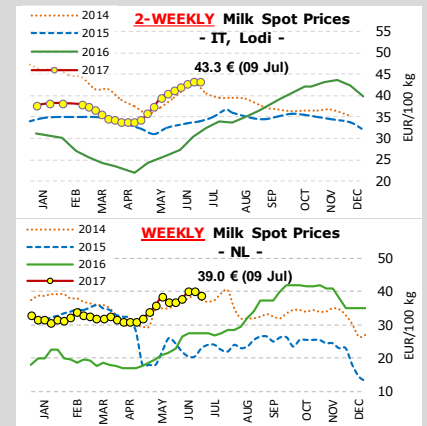 2-WEEKLY Milk Spot Prices
- IT, Lodi -
43.3 € (09 Jul)
2014
2015
2016
2017
55
50
45
40
35
30
25
20
EUR/100 kg
JAN
FEB
MAR
APR
MAY
JUN
JUL
AUG
SEP
OCT
NOV
DEC
WEEKLY Milk Spot Prices
- NL -
39.0 € (09 Jul)
2014
2015
2016
2017
50
40
30
20
10
EUR/100 kg
JAN
FEB
MAR
APR
MAY
JUN
JUL
AUG
SEP
OCT
NOV
DEC